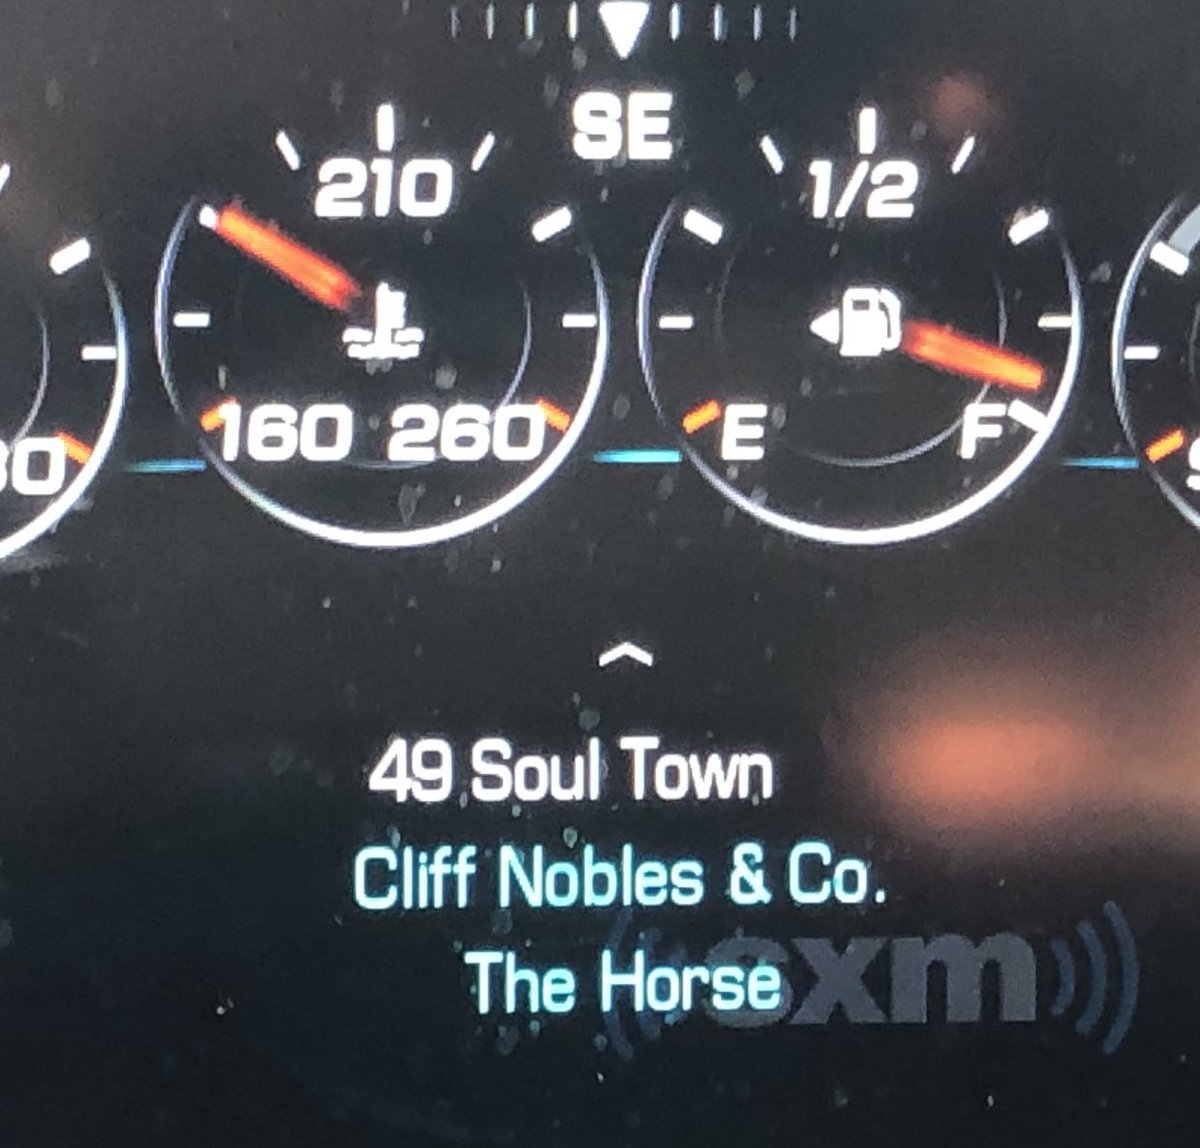 SE
210
1/2
160 260
E F
49 Soul Town
Cliff Nobles & Co.
The Horse
sxm